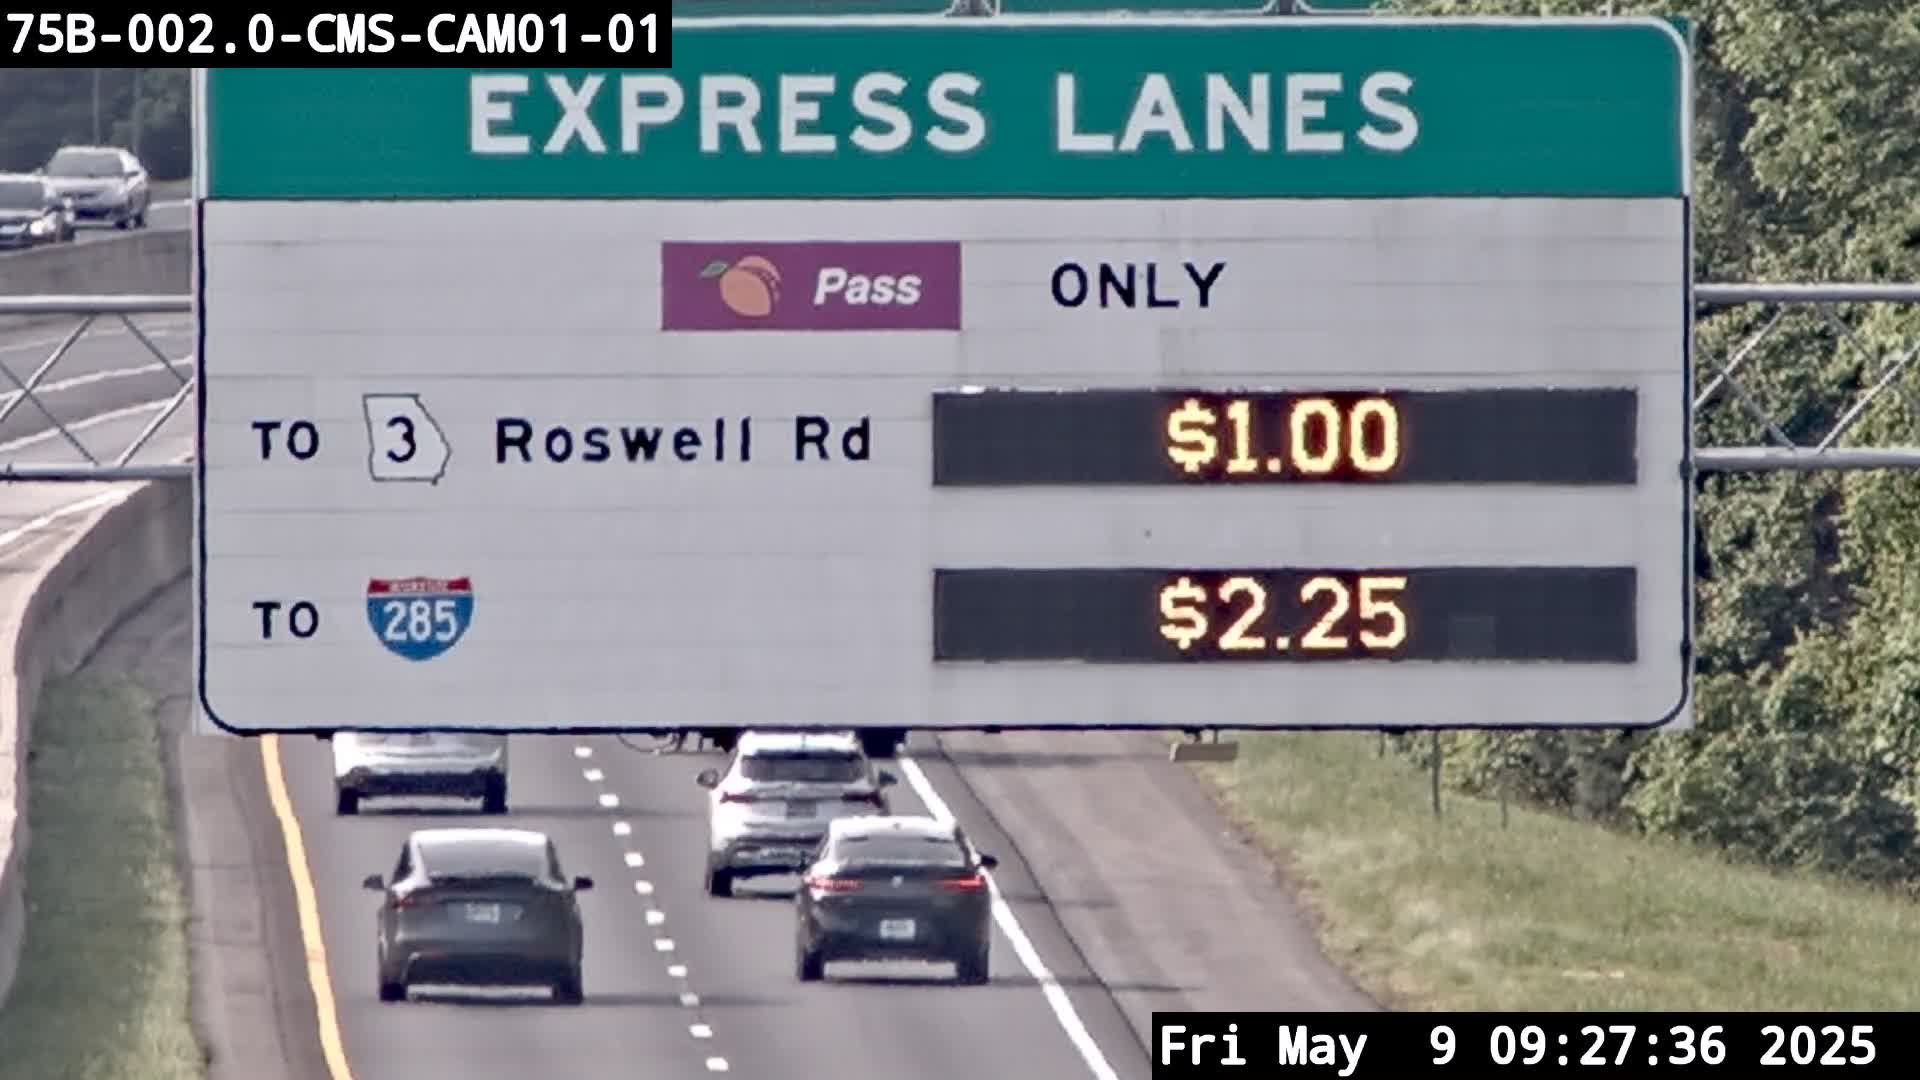 75B-002.0-CMS-CAM01-01
EXPRESS LANES
Pass ONLY
TO 3 Roswell Rd $1.00
TO 285 $2.25
Fri May 9 09:27:36 2025